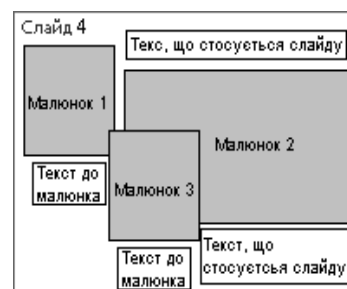 Слайд 4
Текс, що стосується слайду
Малюнок 1
Малюнок 2
Текст до
малюнка
Малюнок 3
Текст до
малюнка
Текст, що
стосуєтсья слайду